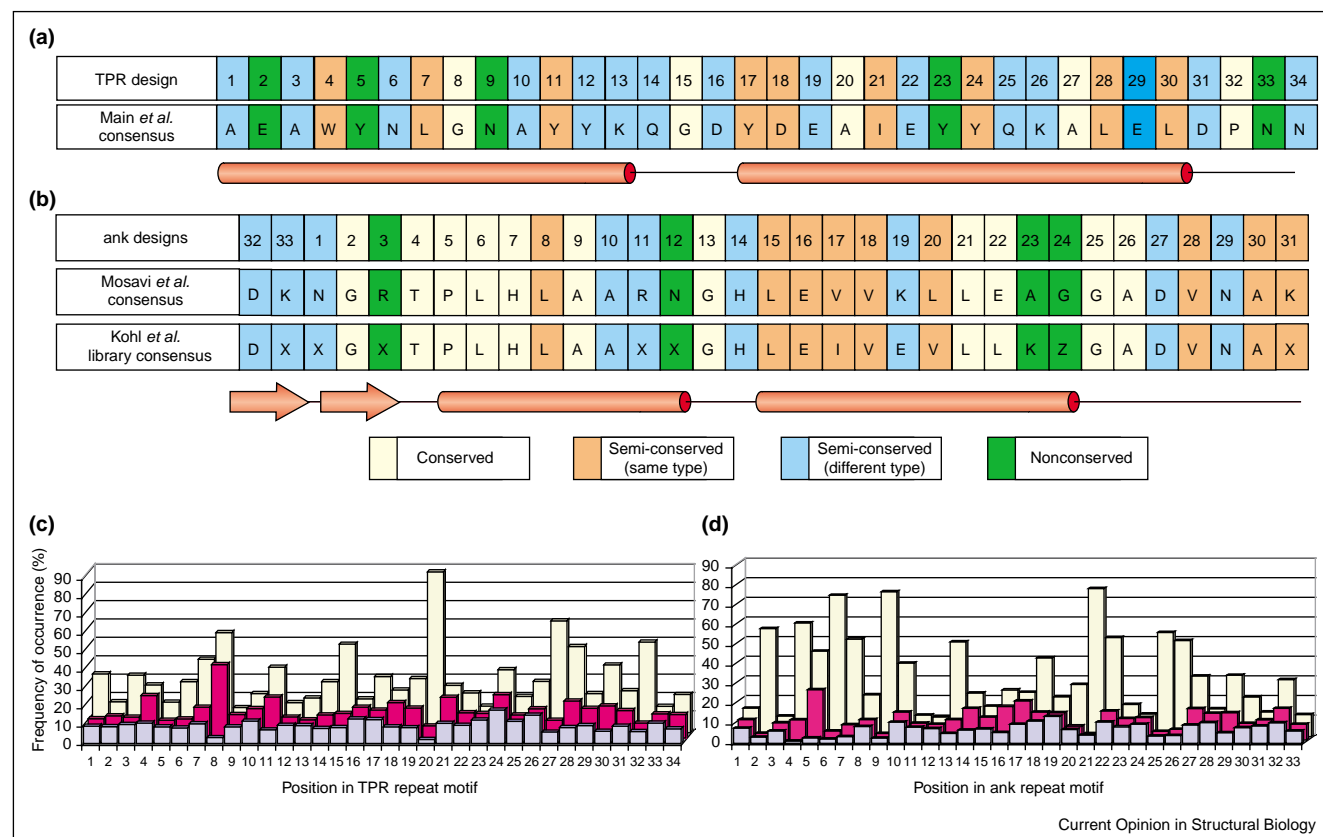 (a)
TPR design 1 2 3 4 5 6 7 8 9 10 11 12 13 14 15 16 17 18 19 20 21 22 23 24 25 26 27 28 29 30 31 32 33 34
Main et al. consensus A E A W Y N L G N A Y Y K Q G D Y D E A I E Y Y Q K A L E L D P N N
(b)
ank designs 32 33 1 2 3 4 5 6 7 8 9 10 11 12 13 14 15 16 17 18 19 20 21 22 23 24 25 26 27 28 29 30 31
Mosavi et al. consensus D K N G R T P L H L A A R N G H L E V V K L L E A G G A D V N A K
Kohl et al. library consensus D X X G X T P L H L A A X X G H L E I V E V L L K Z G A D V N A X
Conserved
Semi-conserved (same type)
Semi-conserved (different type)
Nonconserved
(c)
Frequency of occurrence (%)
90
80
70
60
50
40
30
20
10
0
1 2 3 4 5 6 7 8 9 10 11 12 13 14 15 16 17 18 19 20 21 22 23 24 25 26 27 28 29 30 31 32 33 34
Position in TPR repeat motif
(d)
90
80
70
60
50
40
30
20
10
0
1 2 3 4 5 6 7 8 9 10 11 12 13 14 15 16 17 18 19 20 21 22 23 24 25 26 27 28 29 30 31 32 33
Position in ank repeat motif
Current Opinion in Structural Biology